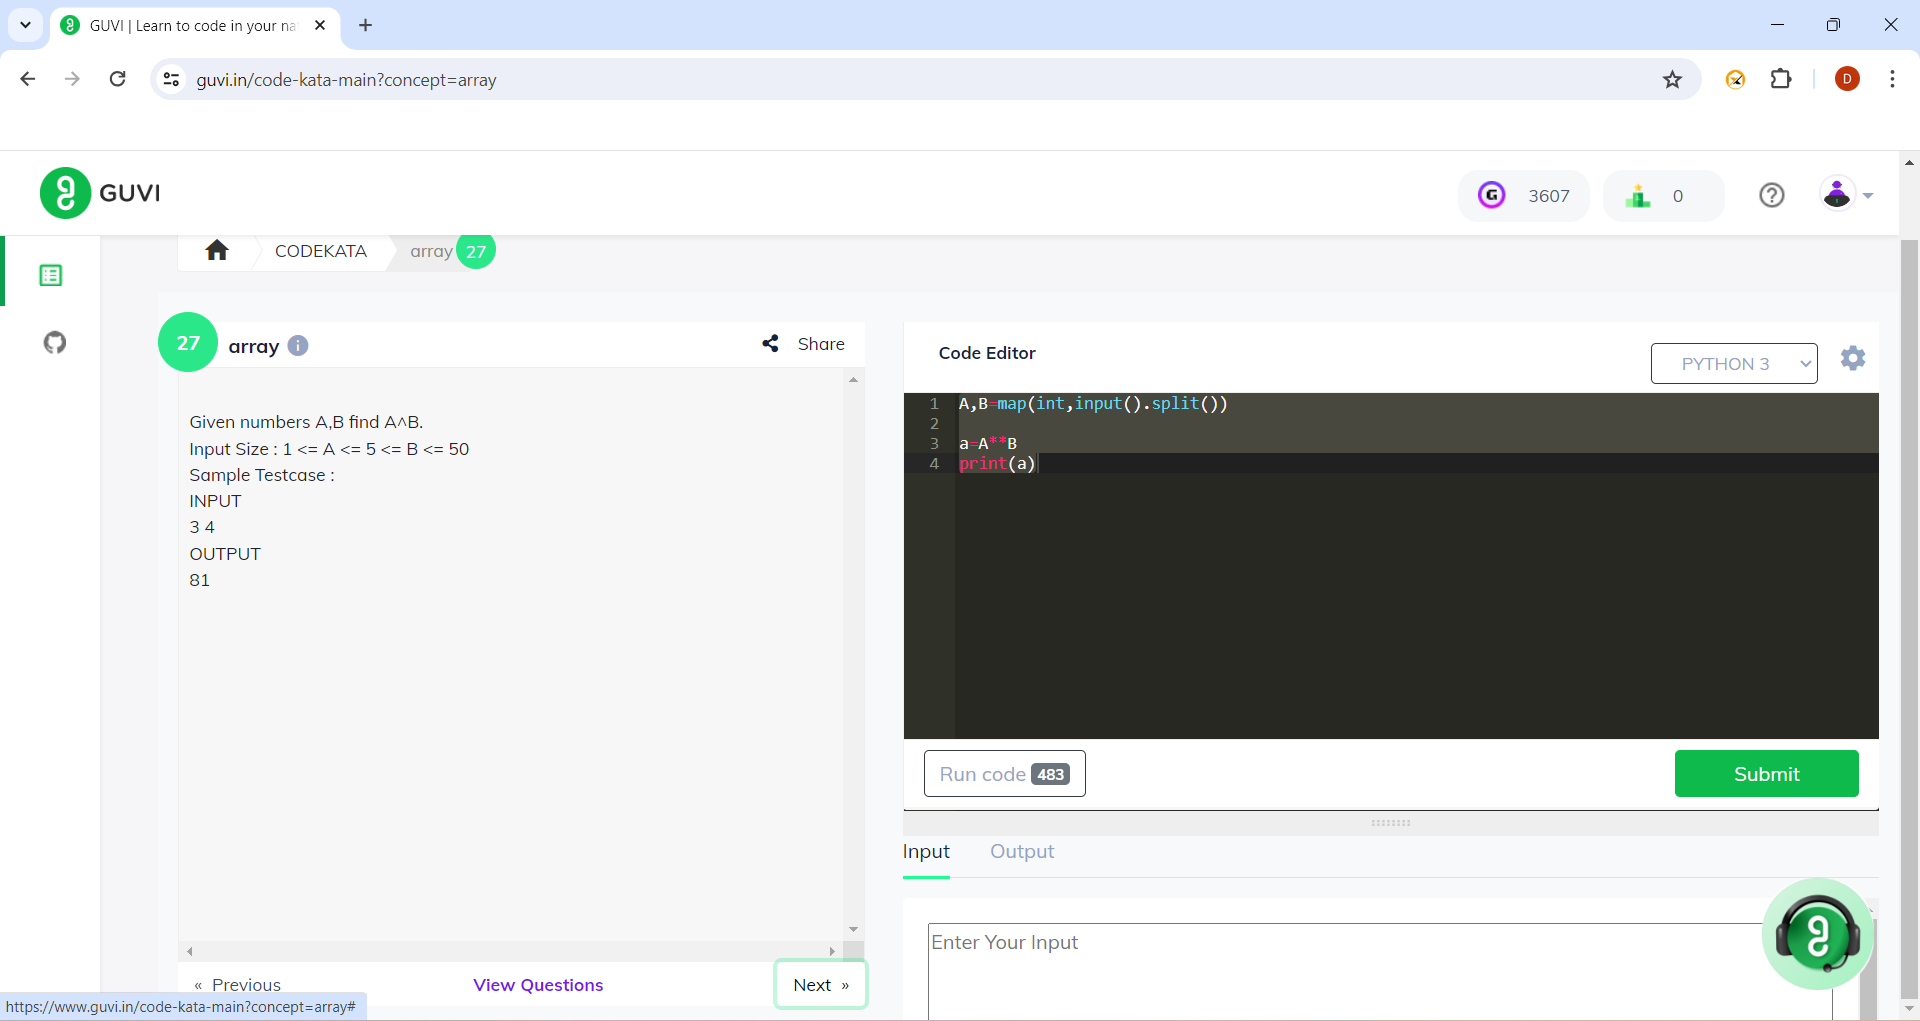 GUVI | Learn to code in your na
guvi.in/code-kata-main?concept=array
D
GUVI
G
3607
0
CODEKATA
array 27
27
array
Share
Given numbers A,B find A^B.
Input Size : 1 <= A <= 5 <= B <= 50
Sample Testcase :
INPUT
3 4
OUTPUT
81
« Previous
View Questions
Next »
https://www.guvi.in/code-kata-main?concept=array#
Code Editor
PYTHON 3
1 A,B=map(int,input().split())
2
3 a=A**B
4 print(a)
Run code 483
Submit
Input
Output
Enter Your Input